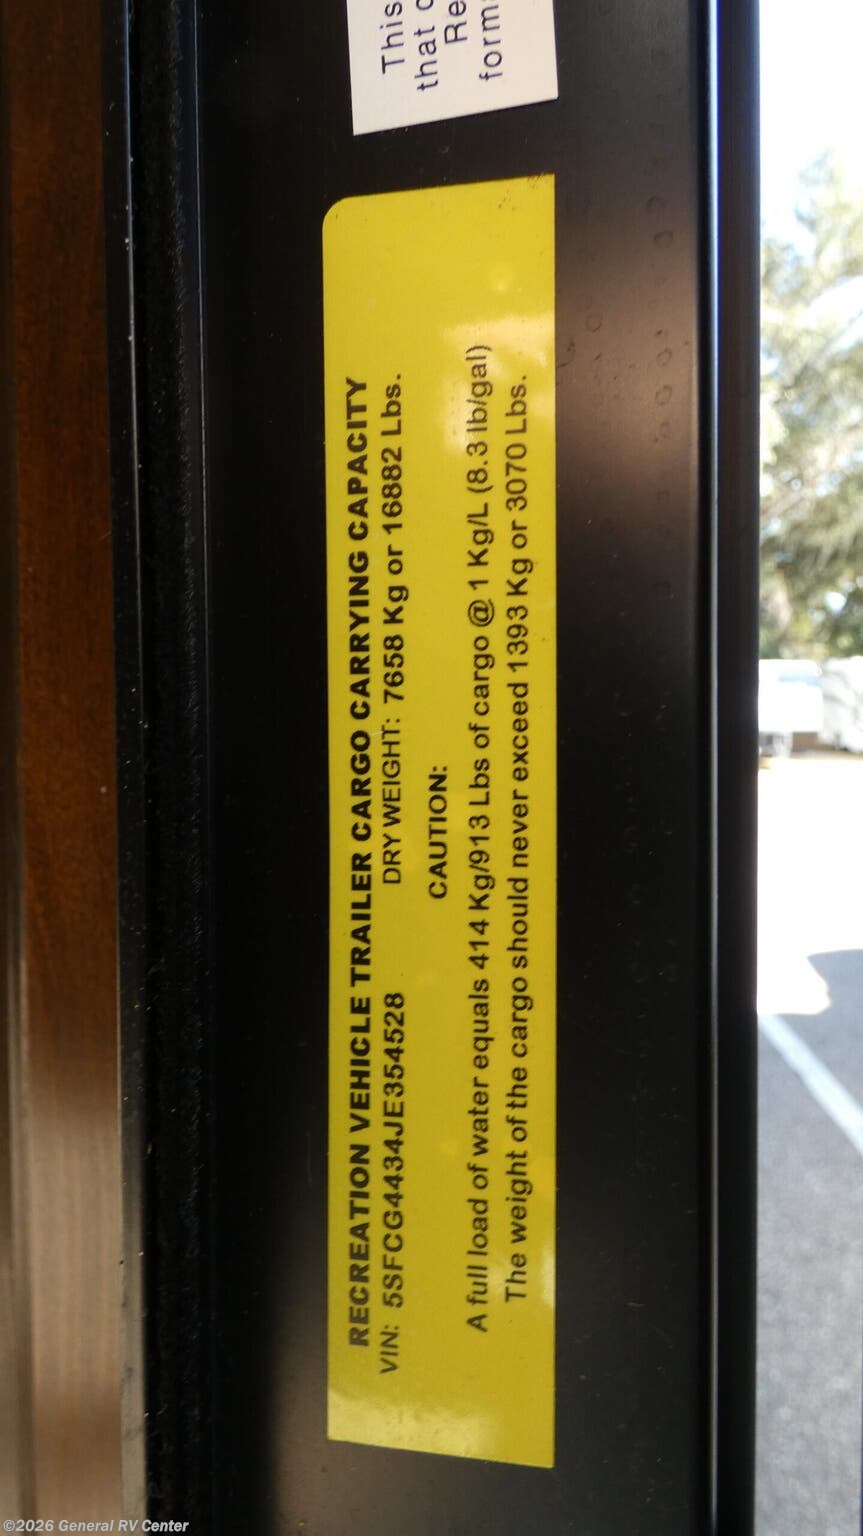 This
that c
Re
form
RECREATION VEHICLE TRAILER CARGO CARRYING CAPACITY
VIN: 5SFCG4434JE354528 DRY WEIGHT: 7658 Kg or 16882 Lbs.
CAUTION:
A full load of water equals 414 Kg/913 Lbs of cargo @ 1 Kg/L (8.3 lb/gal)
The weight of the cargo should never exceed 1393 Kg or 3070 Lbs.
©2026 General RV Center